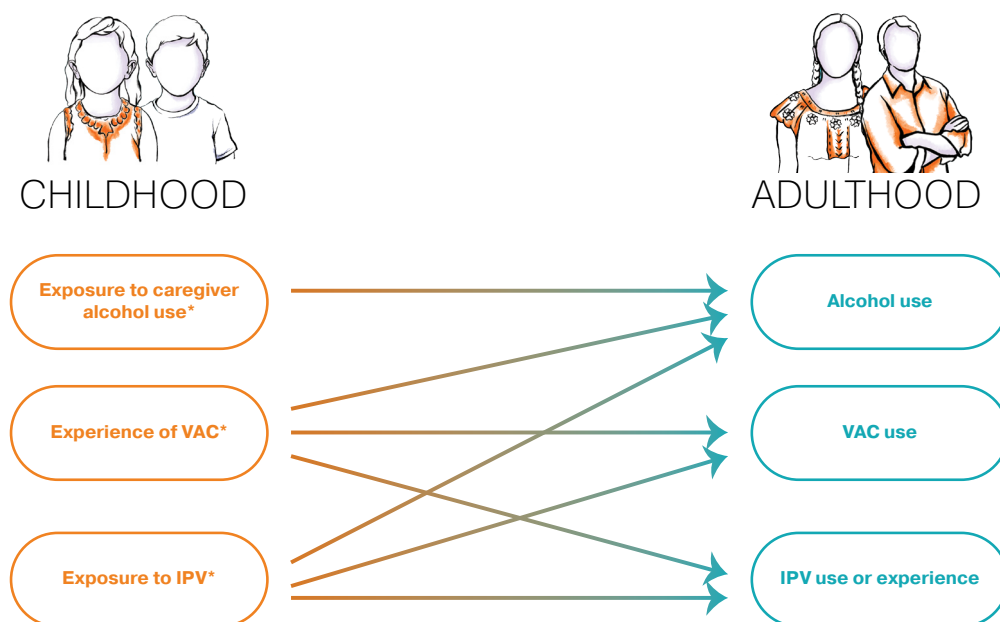 CHILDHOOD
ADULTHOOD
Exposure to caregiver
alcohol use*
Alcohol use
Experience of VAC*
VAC use
Exposure to IPV*
IPV use or experience